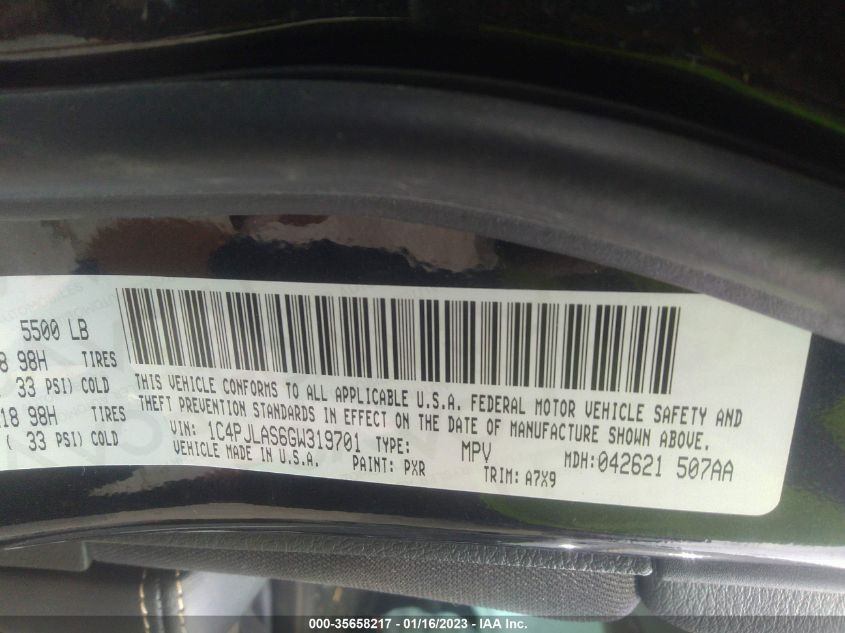 5500 LB
8 98H TIRES
33 PSI) COLD
18 98H TIRES
( 33 PSI) COLD
THIS VEHICLE CONFORMS TO ALL APPLICABLE U.S.A. FEDERAL MOTOR VEHICLE SAFETY AND
THEFT PREVENTION STANDARDS IN EFFECT ON THE DATE OF MANUFACTURE SHOWN ABOVE.
VIN: 1C4PJLAS6GW319701 TYPE: MPV MDH:042621 507AA
VEHICLE MADE IN U.S.A. PAINT: PXR TRIM: A7X9
000-35658217 - 01/16/2023 - IAA Inc.